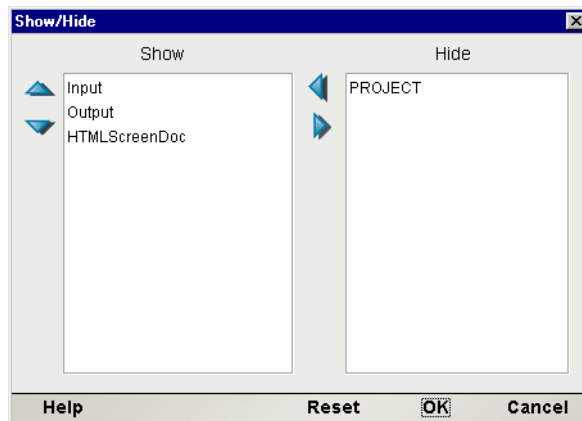 Show/Hide
Show
Hide
Input
Output
HTMLScreenDoc
PROJECT
Help
Reset
OK
Cancel